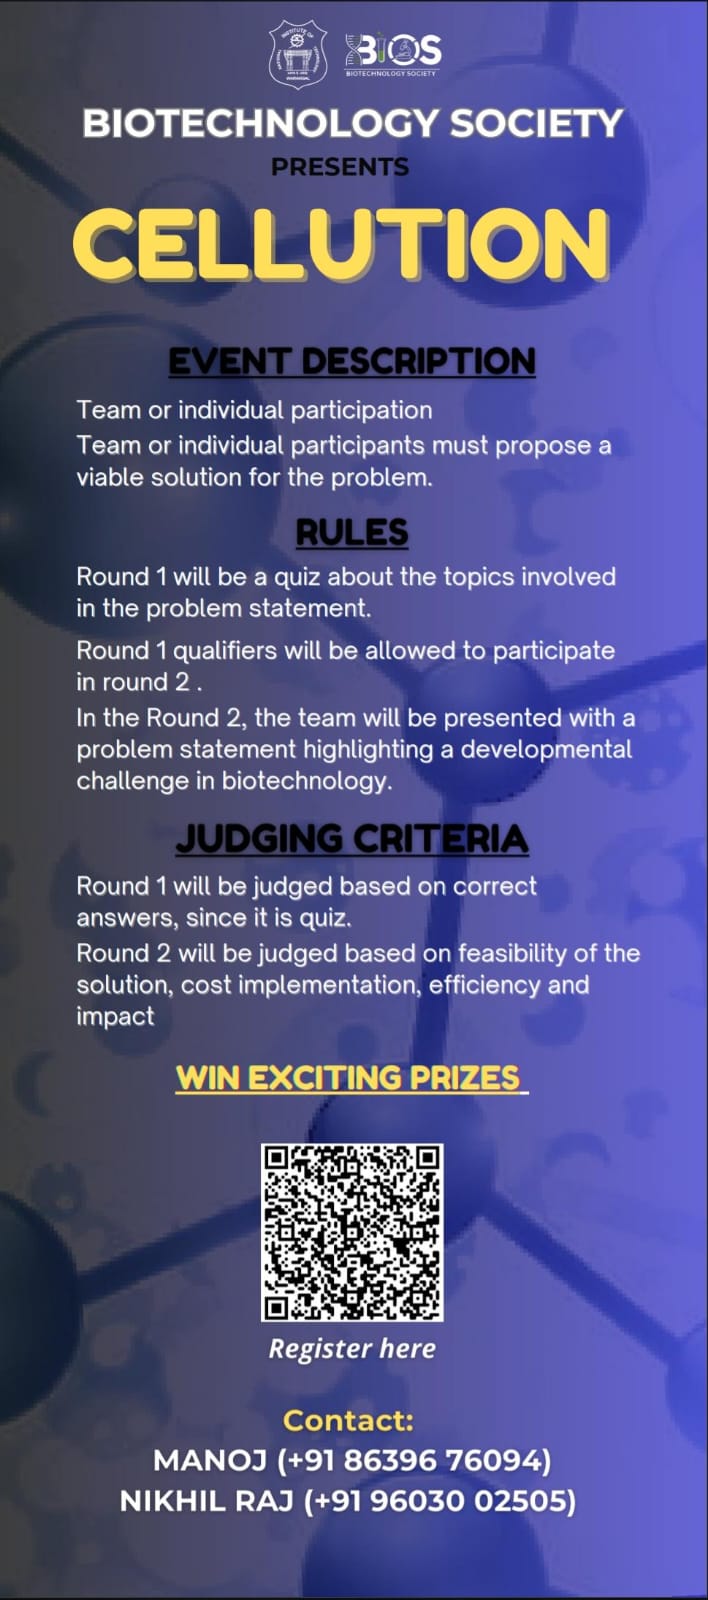 INSTITUTE OF
WARANGAL
BIOS
BIOTECHNOLOGY SOCIETY
BIOTECHNOLOGY SOCIETY
PRESENTS
CELLUTION
EVENT DESCRIPTION
Team or individual participation
Team or individual participants must propose a
viable solution for the problem.
RULES
Round 1 will be a quiz about the topics involved
in the problem statement.
Round 1 qualifiers will be allowed to participate
in round 2 .
In the Round 2, the team will be presented with a
problem statement highlighting a developmental
challenge in biotechnology.
JUDGING CRITERIA
Round 1 will be judged based on correct
answers, since it is quiz.
Round 2 will be judged based on feasibility of the
solution, cost implementation, efficiency and
impact
WIN EXCITING PRIZES
Register here
Contact:
MANOJ (+91 86396 76094)
NIKHIL RAJ (+91 96030 02505)